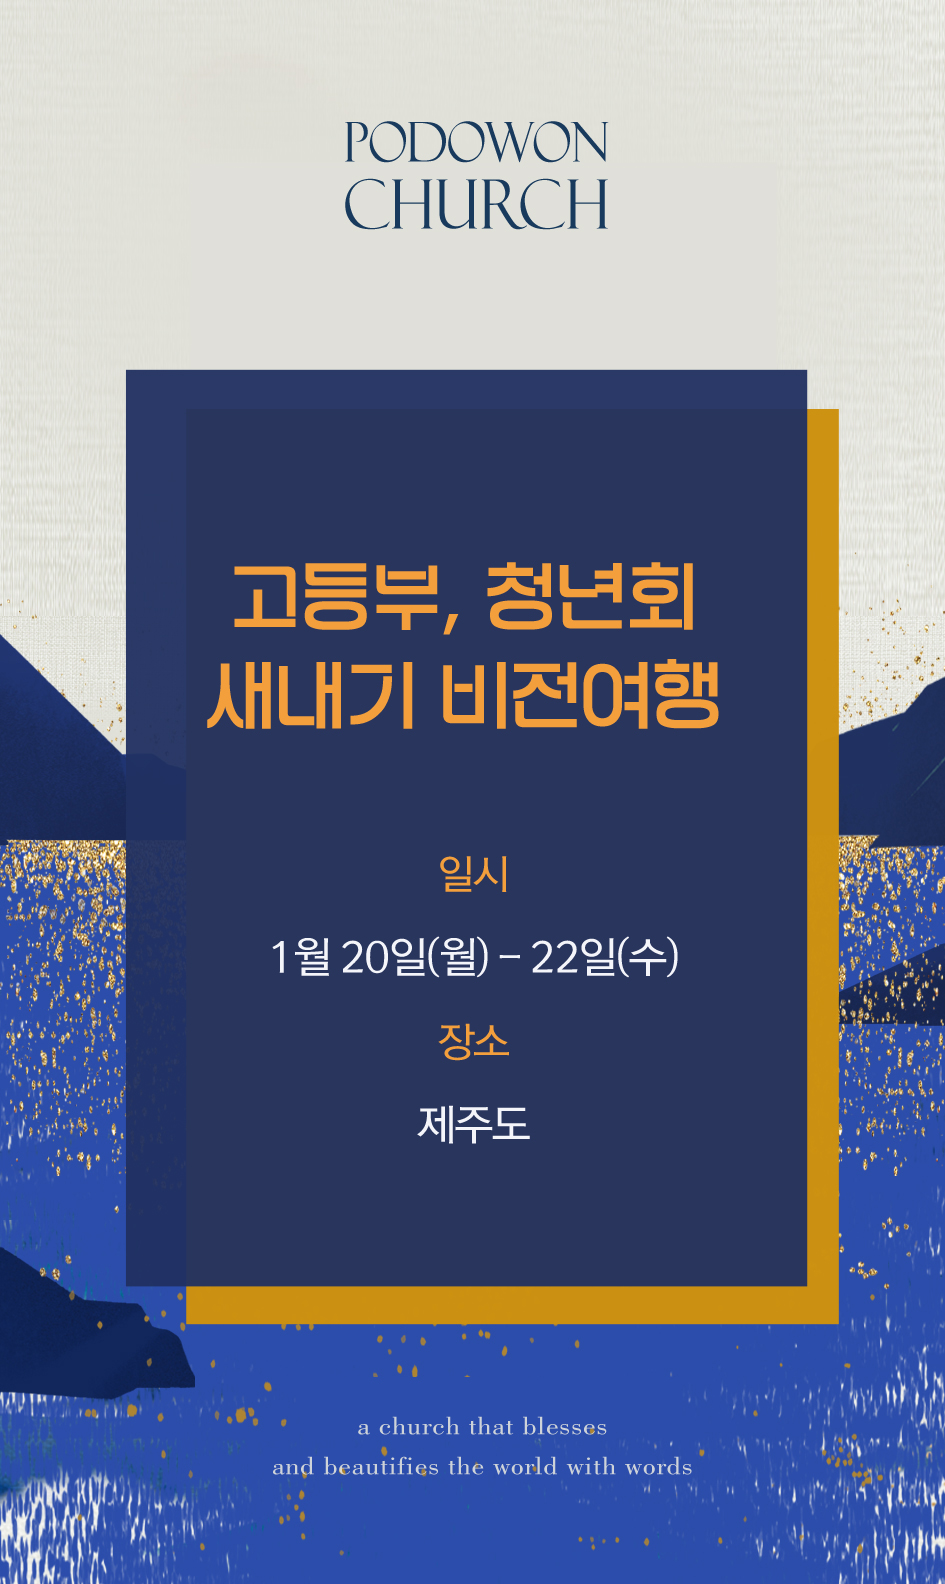 PODOWON
CHURCH
고등부, 청년회
새내기 비전여행
일시
1월 20일(월) – 22일(수)
장소
제주도
a church that blesses
and beautifies the world with words